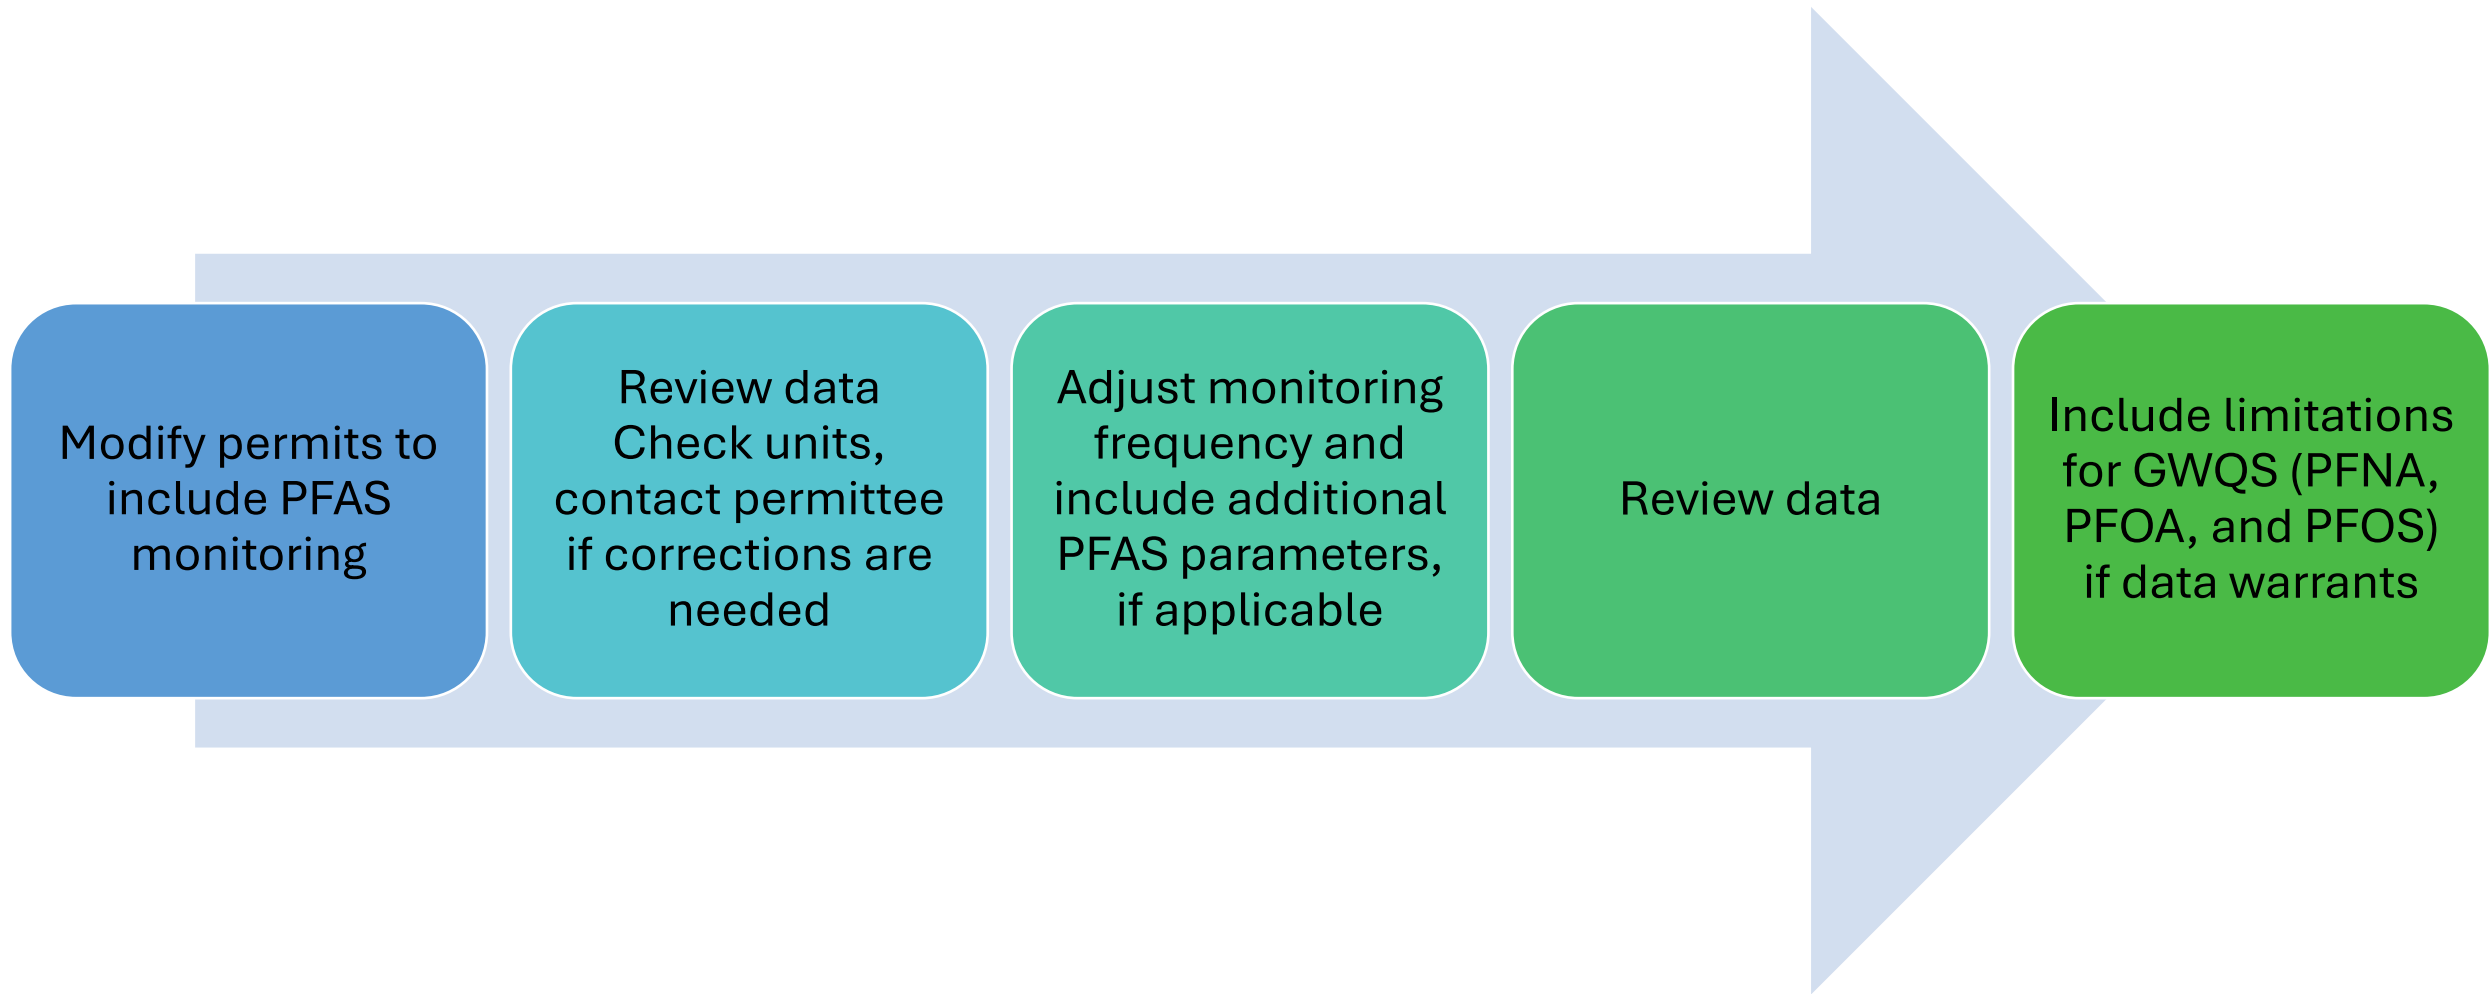 Modify permits to
include PFAS
monitoring
Review data
Check units,
contact permittee
if corrections are
needed
Adjust monitoring
frequency and
include additional
PFAS parameters,
if applicable
Review data
Include limitations
for GWQS (PFNA,
PFOA, and PFOS)
if data warrants